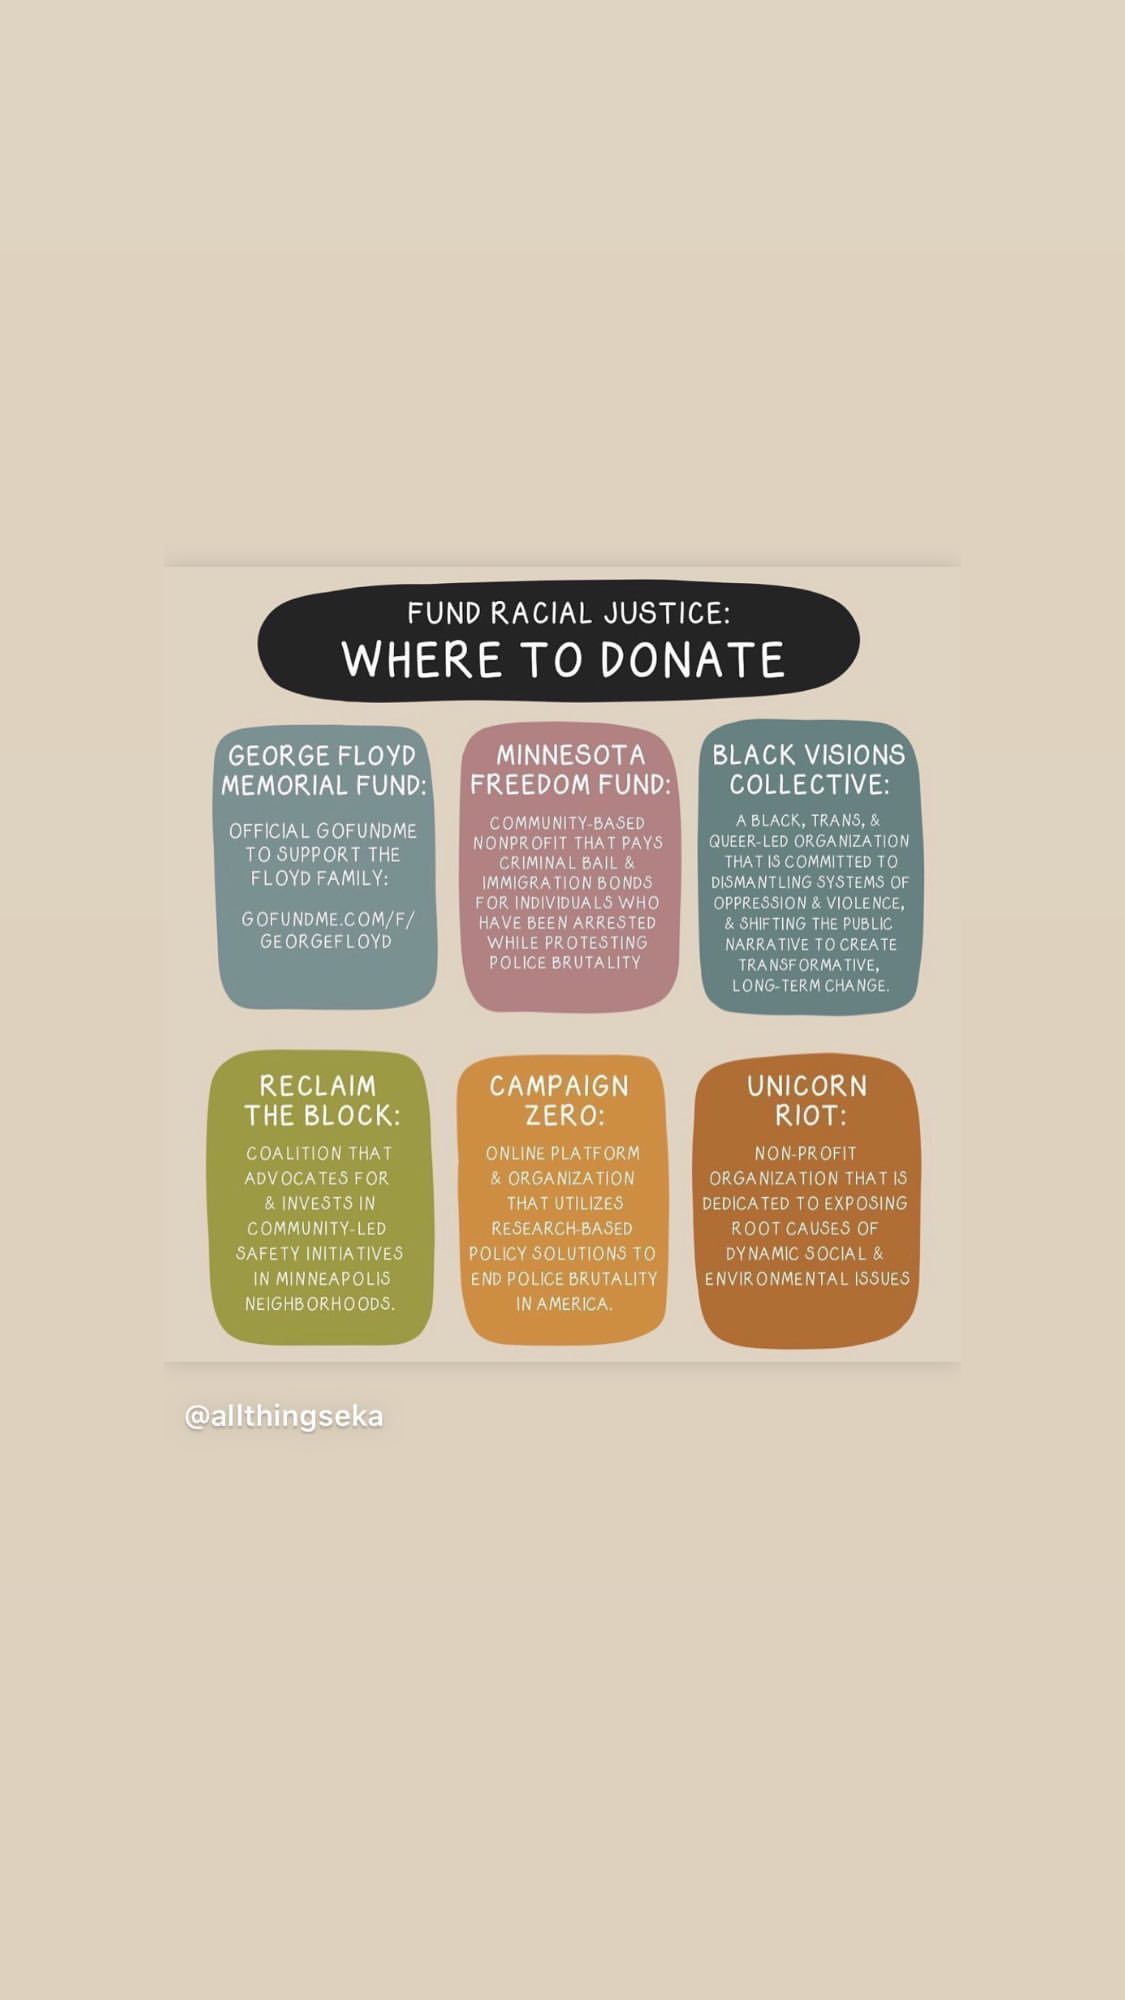 FUND RACIAL JUSTICE:
WHERE TO DONATE
GEORGE FLOYD
MEMORIAL FUND:
OFFICIAL GOFUNDME
TO SUPPORT THE
FLOYD FAMILY:
GOFUNDME.COM/F/
GEORGEFLOYD
MINNESOTA
FREEDOM FUND:
COMMUNITY-BASED
NONPROFIT THAT PAYS
CRIMINAL BAIL &
IMMIGRATION BONDS
FOR INDIVIDUALS WHO
HAVE BEEN ARRESTED
WHILE PROTESTING
POLICE BRUTALITY
BLACK VISIONS
COLLECTIVE:
A BLACK, TRANS, &
QUEER-LED ORGANIZATION
THAT IS COMMITTED TO
DISMANTLING SYSTEMS OF
OPPRESSION & VIOLENCE,
& SHIFTING THE PUBLIC
NARRATIVE TO CREATE
TRANSFORMATIVE,
LONG-TERM CHANGE.
RECLAIM
THE BLOCK:
COALITION THAT
ADVOCATES FOR
& INVESTS IN
COMMUNITY-LED
SAFETY INITIATIVES
IN MINNEAPOLIS
NEIGHBORHOODS.
CAMPAIGN
ZERO:
ONLINE PLATFORM
& ORGANIZATION
THAT UTILIZES
RESEARCH-BASED
POLICY SOLUTIONS TO
END POLICE BRUTALITY
IN AMERICA.
UNICORN
RIOT:
NON-PROFIT
ORGANIZATION THAT IS
DEDICATED TO EXPOSING
ROOT CAUSES OF
DYNAMIC SOCIAL &
ENVIRONMENTAL ISSUES
@allthingseka